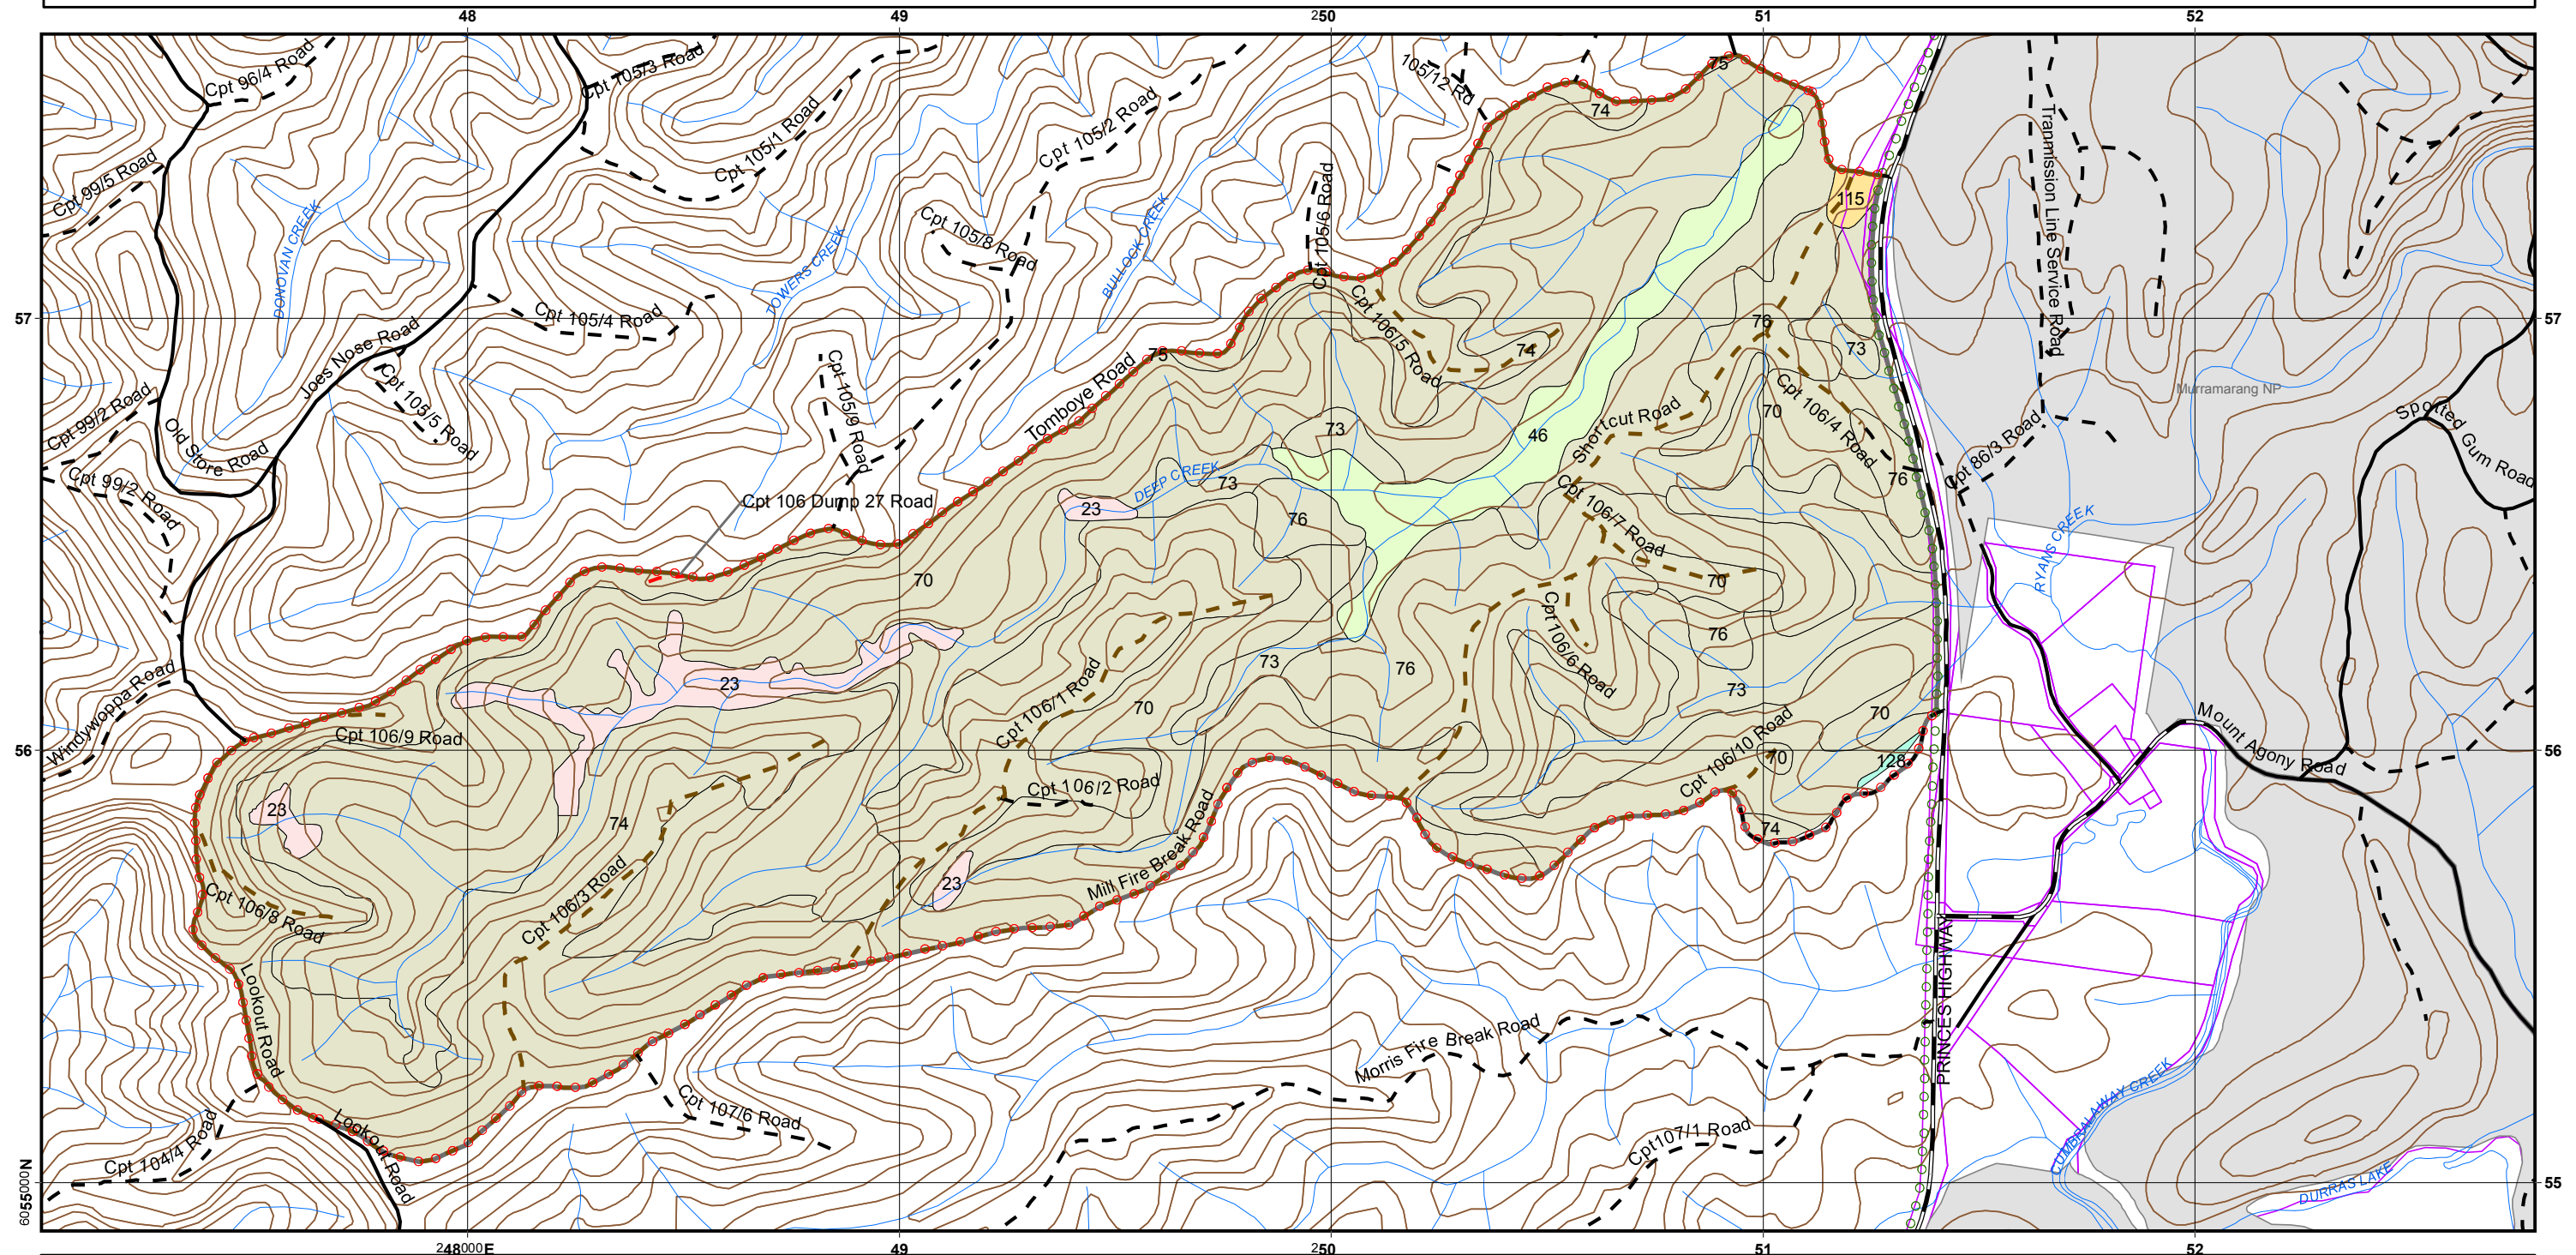 48 49 250 51 52
Cpt 96/4 Road
Cpt 105/3 Road
105/12 Rd
75
74
Cpt 105/1 Road
Cpt 105/2 Road
Cpt 99/5 Road
Tranmission Line Service Road
DONOVAN CREEK
TOWERS CREEK
Cpt 105/8 Road
BULLOCK CREEK
Cpt 105/6 Road
115
57
Cpt 105/4 Road
Cpt 106/5 Road
76
57
Joes Nose Road
75
74
73
Cpt 105/5 Road
Cpt 105/9 Road
Tomboye Road
Cpt 106/4 Road
70
Murramarang NP
Cpt 99/2 Road
Old Store Road
73
46
Shortcut Road
Cpt 86/3 Road
Spotted Gum Road
Cpt 99/2 Road
DEEP CREEK
73
76
Cpt 106 Dump 27 Road
23
76
Cpt 106/7 Road
RYANS CREEK
70
70
Cpt 106/6 Road
76
73
76
73
Windywoppa Road
23
Cpt 106/1 Road
70
70
Cpt 106/9 Road
Cpt 106/10 Road
Mount Agony Road
56
70
128
56
Cpt 106/2 Road
23
74
74
Mill Fire Break Road
23
Cpt 106/8 Road
Cpt 106/3 Road
PRINCES HIGHWAY
Lookout Road
Morris Fire Break Road
Cpt 107/6 Road
CUMBRALAWAY CREEK
Lookout Road
Cpt107/1 Road
Cpt 104/4 Road
DURRAS LAKE
6055000N
55
248000E 49 250 51 52